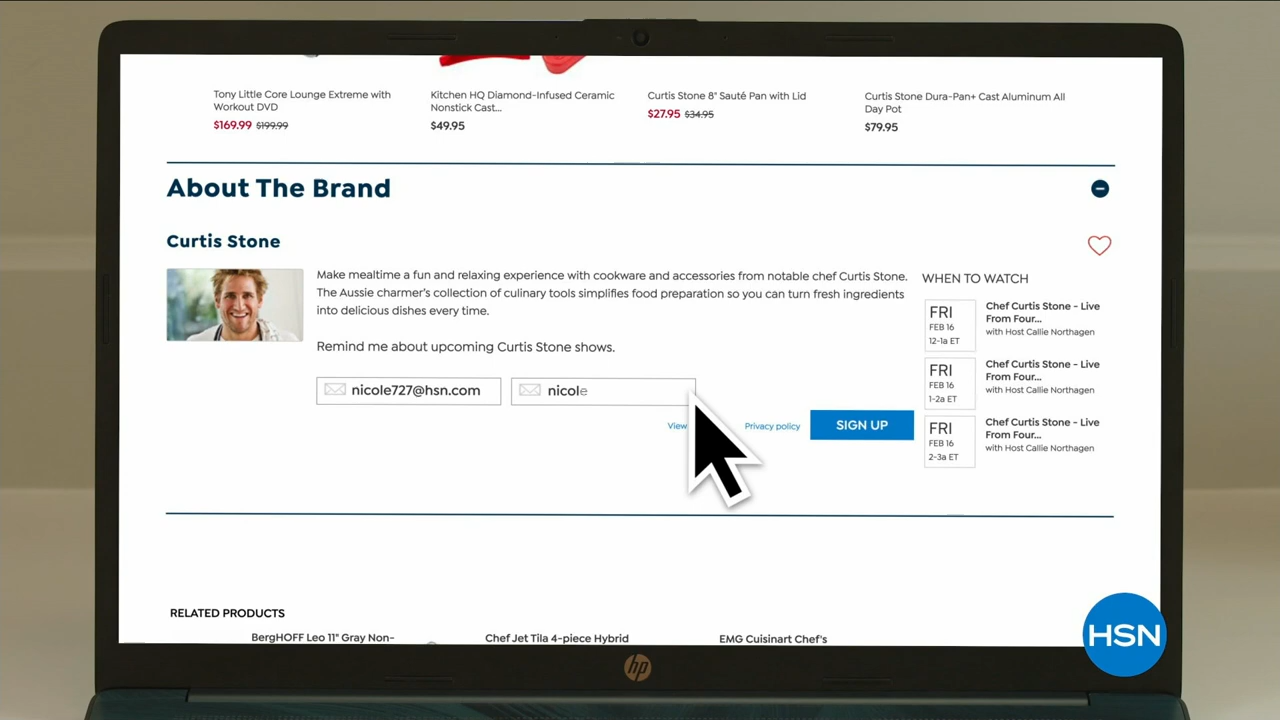 Tony Little Core Lounge Extreme with
Workout DVD
$169.99 $199.99
Kitchen HQ Diamond-Infused Ceramic
Nonstick Cast...
$49.95
Curtis Stone 8" Sauté Pan with Lid
$27.95 $34.95
Curtis Stone Dura-Pan+ Cast Aluminum All
Day Pot
$79.95
About The Brand
Curtis Stone
Make mealtime a fun and relaxing experience with cookware and accessories from notable chef Curtis Stone.
The Aussie charmer's collection of culinary tools simplifies food preparation so you can turn fresh ingredients
into delicious dishes every time.
Remind me about upcoming Curtis Stone shows.
nicole727@hsn.com
nicole
View
Privacy policy
SIGN UP
WHEN TO WATCH
FRI
FEB 16
12-1a ET
Chef Curtis Stone - Live
From Four...
with Host Callie Northagen
FRI
FEB 16
1-2a ET
Chef Curtis Stone - Live
From Four...
with Host Callie Northagen
FRI
FEB 16
2-3a ET
Chef Curtis Stone - Live
From Four...
with Host Callie Northagen
RELATED PRODUCTS
BergHOFF Leo 11" Gray Non-
Chef Jet Tila 4-piece Hybrid
EMG Cuisinart Chef's
HSN
hp